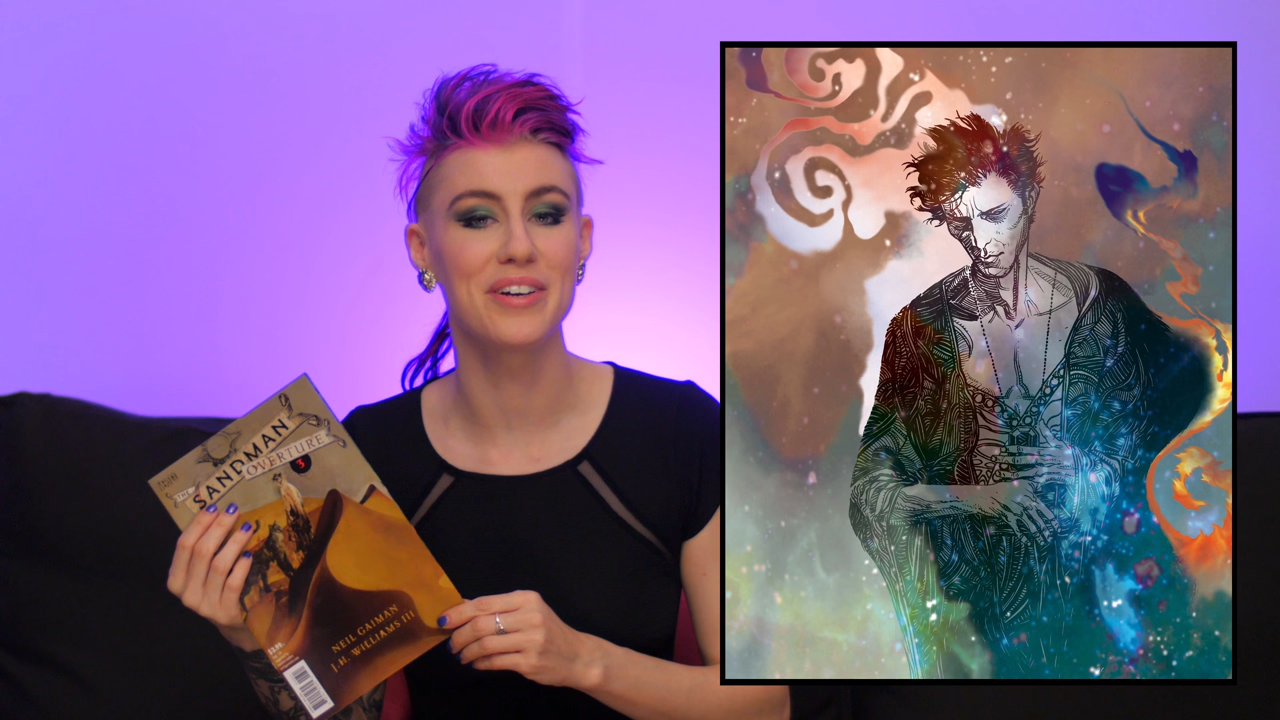 THE
SANDMAN
OVERTURE
3
NEIL GAIMAN
J.H. WILLIAMS III